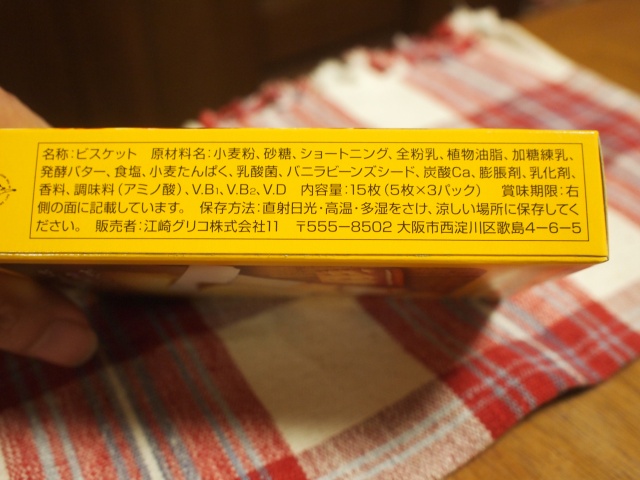 名称:ビスケット 原材料名:小麦粉、砂糖、ショートニング、全粉乳、植物油脂、加糖練乳、
発酵バター、食塩、小麦たんぱく、乳酸菌、バニラビーンズシード、炭酸Ca、膨脹剤、乳化剤、
香料、調味料(アミノ酸)、V.B₁、V.B₂、V.D 内容量:15枚(5枚×3パック) 賞味期限:右
側の面に記載しています。 保存方法:直射日光・高温・多湿をさけ、涼しい場所に保存してく
ださい。 販売者:江崎グリコ株式会社11 〒555-8502 大阪市西淀川区歌島4-6-5